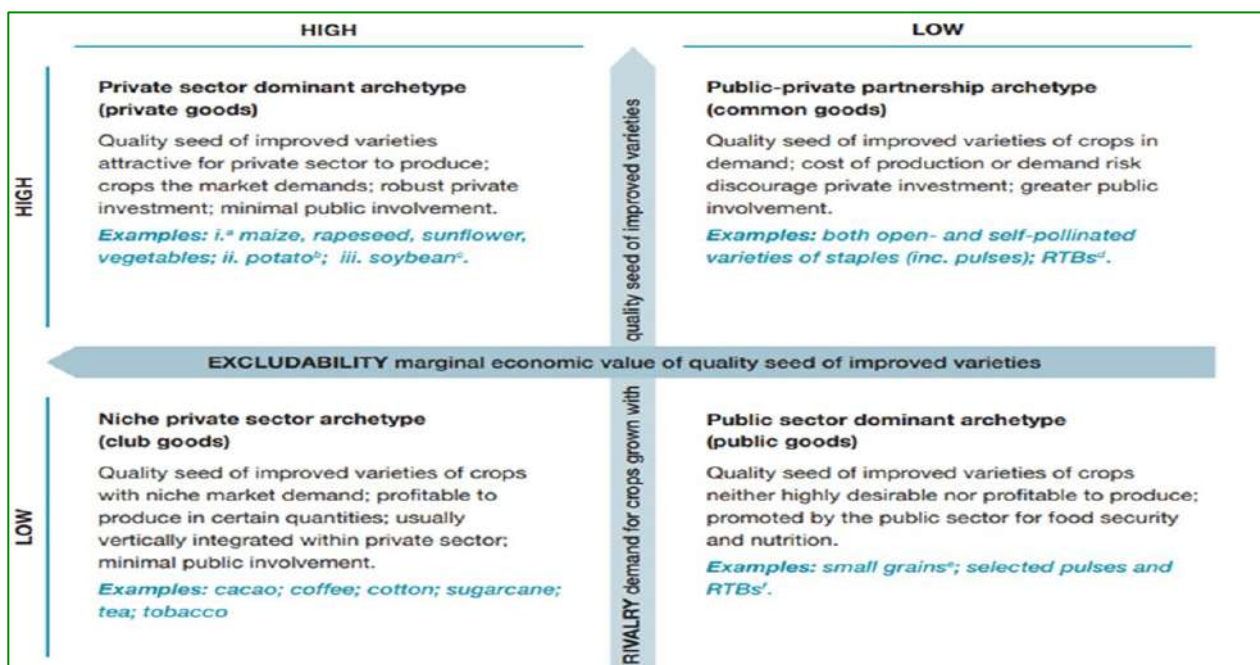 HIGH
LOW
HIGH
Private sector dominant archetype
(private goods)
Quality seed of improved varieties
attractive for private sector to produce;
crops the market demands; robust private
investment; minimal public involvement.
Examples: i.ᵃ maize, rapeseed, sunflower,
vegetables; ii. potatoᵇ; iii. soybeanᶜ.
Public-private partnership archetype
(common goods)
Quality seed of improved varieties of crops in
demand; cost of production or demand risk
discourage private investment; greater public
involvement.
Examples: both open- and self-pollinated
varieties of staples (inc. pulses); RTBsᵈ.
EXCLUDABILITY marginal economic value of quality seed of improved varieties
RIVALRY demand for crops grown with quality seed of improved varieties
LOW
Niche private sector archetype
(club goods)
Quality seed of improved varieties of crops
with niche market demand; profitable to
produce in certain quantities; usually
vertically integrated within private sector;
minimal public involvement.
Examples: cacao; coffee; cotton; sugarcane;
tea; tobacco
Public sector dominant archetype
(public goods)
Quality seed of improved varieties of crops
neither highly desirable nor profitable to produce;
promoted by the public sector for food security
and nutrition.
Examples: small grainsᵉ; selected pulses and
RTBsᶠ.